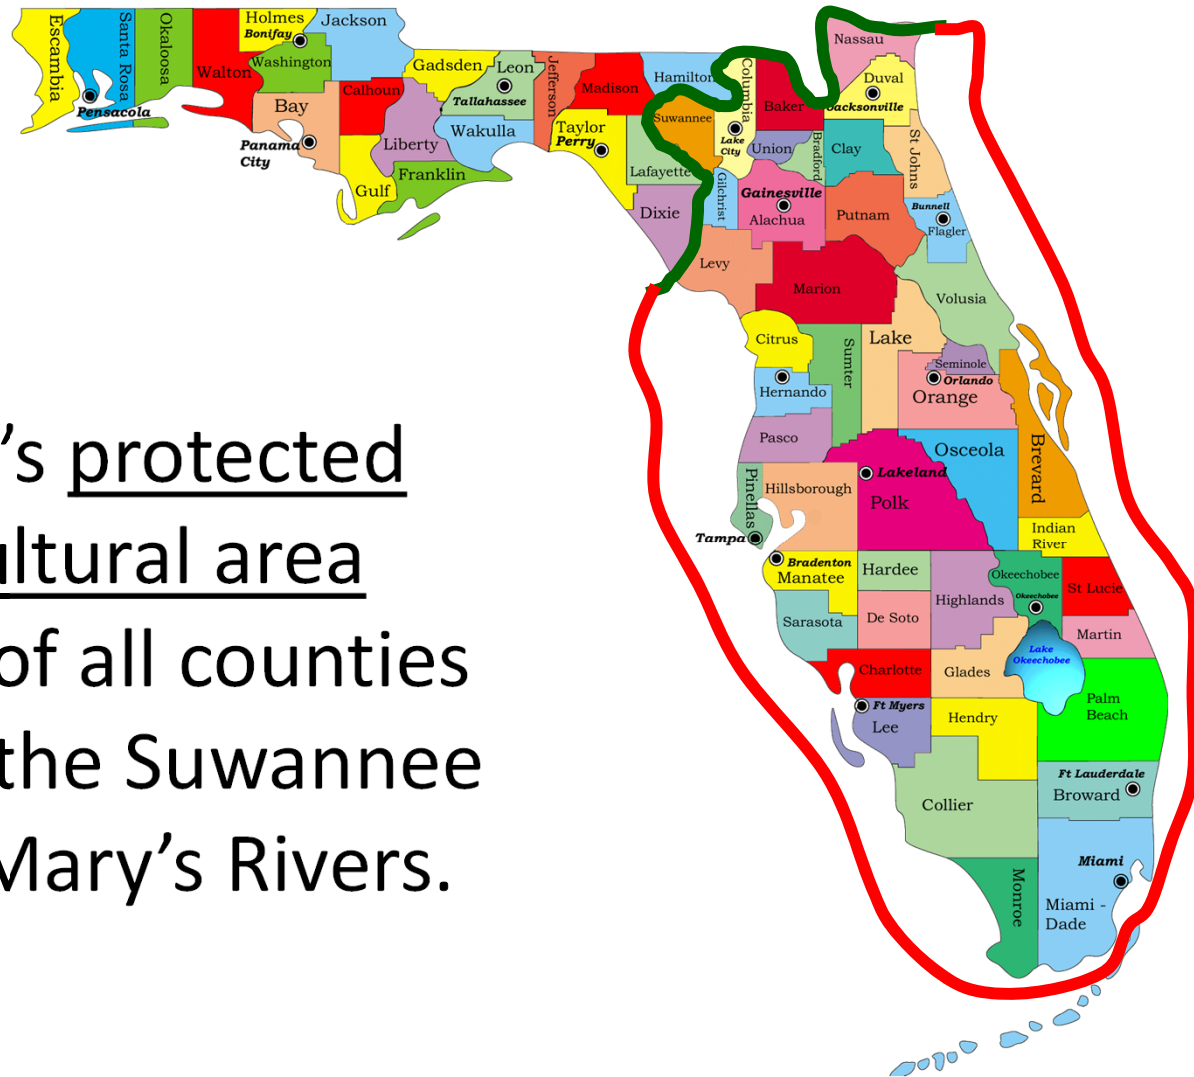 Escambia
Santa Rosa
Okaloosa
Walton
Holmes
Bonifay
Washington
Jackson
Pensacola
Bay
Panama
City
Calhoun
Gulf
Gadsden
Liberty
Franklin
Leon
Tallahassee
Wakulla
Jefferson
Madison
Taylor
Perry
Hamilton
Suwannee
Lafayette
Dixie
Columbia
Lake
City
Baker
Nassau
Duval
Jacksonville
Union
Bradford
Clay
St Johns
Gilchrist
Gainesville
Alachua
Putnam
Bunnell
Flagler
Levy
Marion
Volusia
Citrus
Sumter
Lake
Seminole
Orlando
Orange
Hernando
Pasco
Osceola
Brevard
Pinellas
Hillsborough
Lakeland
Polk
Tampa
Indian
River
Bradenton
Manatee
Hardee
Highlands
Okeechobee
Okeechobee
St Lucie
Sarasota
De Soto
Martin
Lake
Okeechobee
Charlotte
Glades
Palm
Beach
Ft Myers
Lee
Hendry
Ft Lauderdale
Broward
Collier
Miami
Monroe
Miami -
Dade
’s protected
ultural area
of all counties
the Suwannee
Mary’s Rivers.